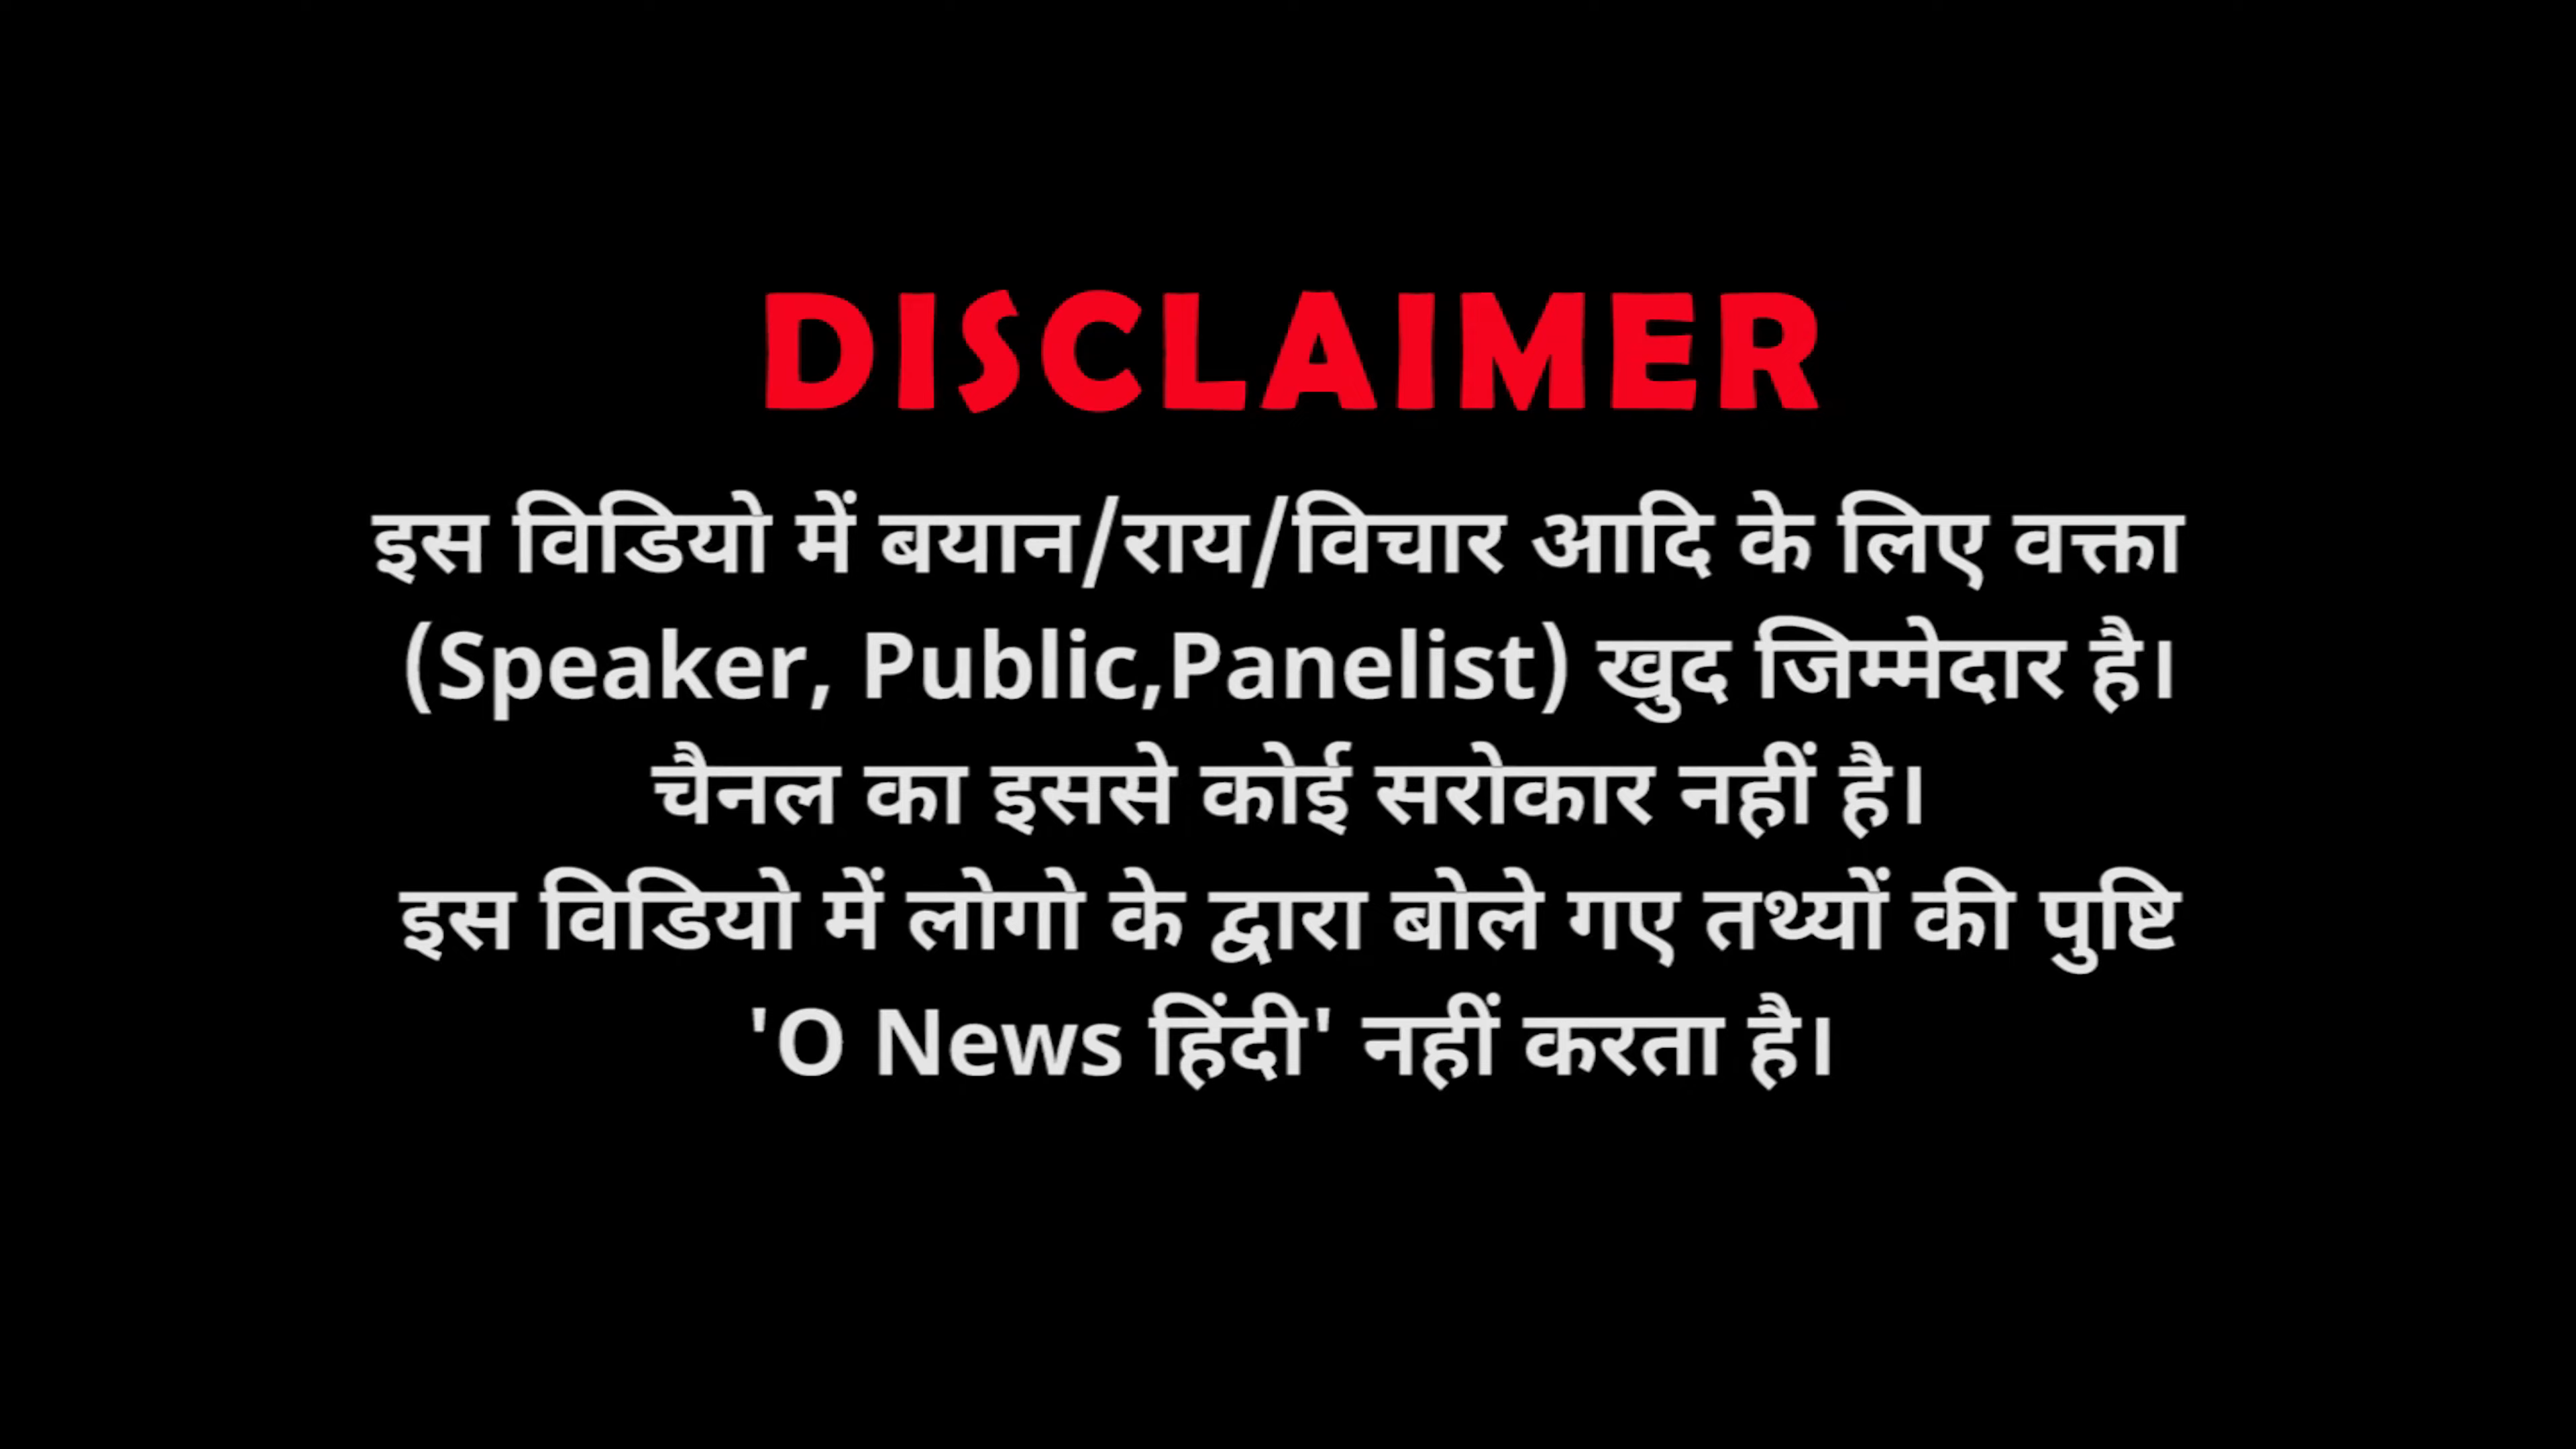 DISCLAIMER
इस विडियो में बयान/राय/विचार आदि के लिए वक्ता
(Speaker, Public,Panelist) खुद जिम्मेदार है।
चैनल का इससे कोई सरोकार नहीं है।
इस विडियो में लोगो के द्वारा बोले गए तथ्यों की पुष्टि
'O News हिंदी' नहीं करता है।